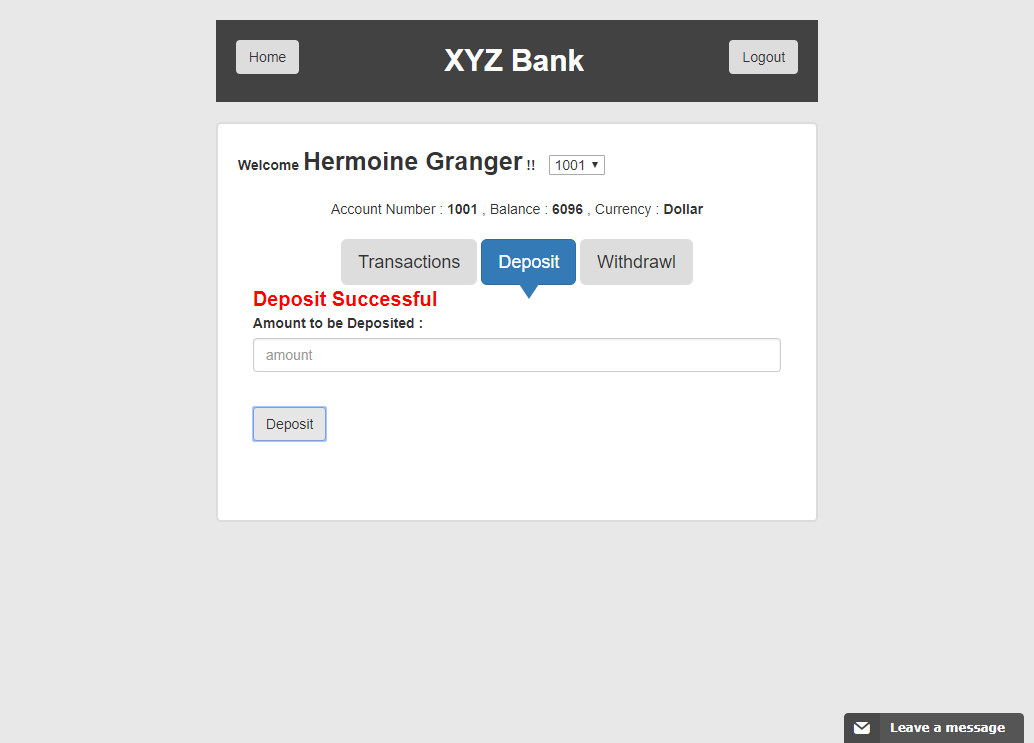 Home XYZ Bank Logout
Welcome Hermoine Granger !! 1001
Account Number : 1001 , Balance : 6096 , Currency : Dollar
Transactions Deposit Withdrawl
Deposit Successful
Amount to be Deposited :
amount
Deposit
Leave a message